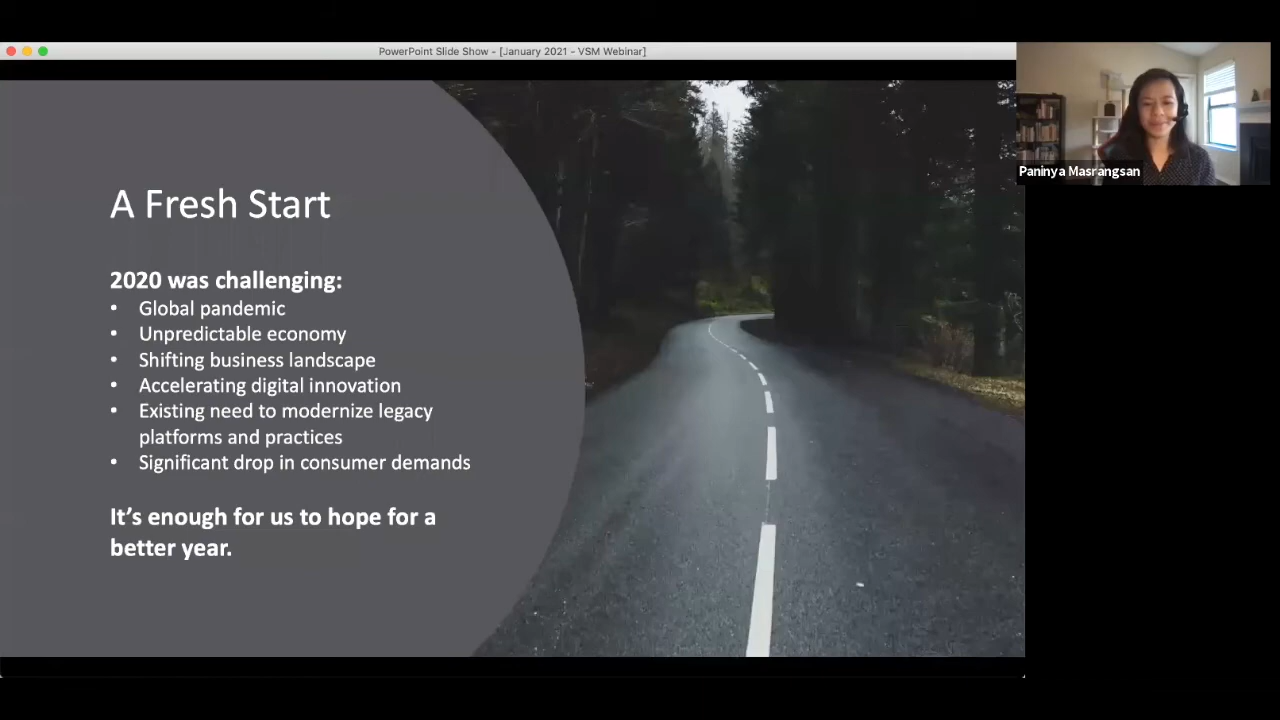 PowerPoint Slide Show - [January 2021 - VSM Webinar]
Paninya Masrangsan
A Fresh Start
2020 was challenging:
• Global pandemic
• Unpredictable economy
• Shifting business landscape
• Accelerating digital innovation
• Existing need to modernize legacy
platforms and practices
• Significant drop in consumer demands
It's enough for us to hope for a
better year.